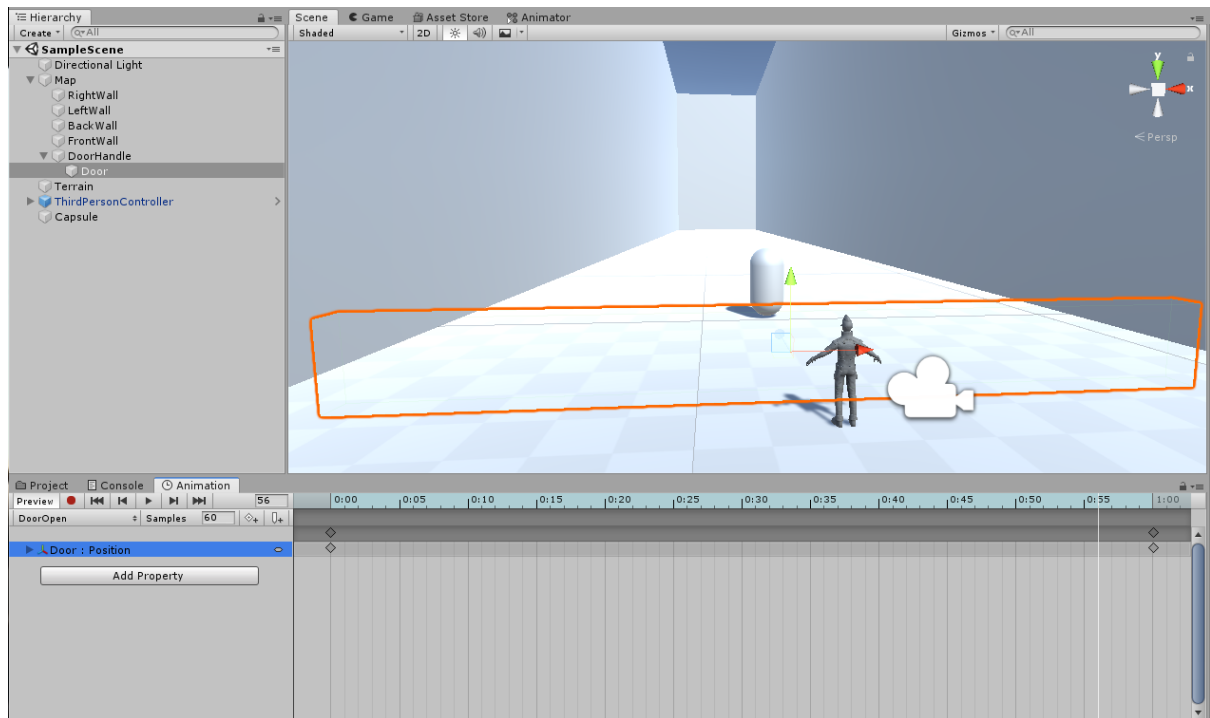 Hierarchy
Create All
SampleScene
Directional Light
Map
RightWall
LeftWall
BackWall
FrontWall
DoorHandle
Door
Terrain
ThirdPersonController
Capsule
Scene Game Asset Store Animator
Shaded 2D Gizmos All
y
x
Persp
Project Console Animation
Preview 56 0:00 0:05 0:10 0:15 0:20 0:25 0:30 0:35 0:40 0:45 0:50 0:55 1:00
DoorOpen Samples 60
Door : Position
Add Property